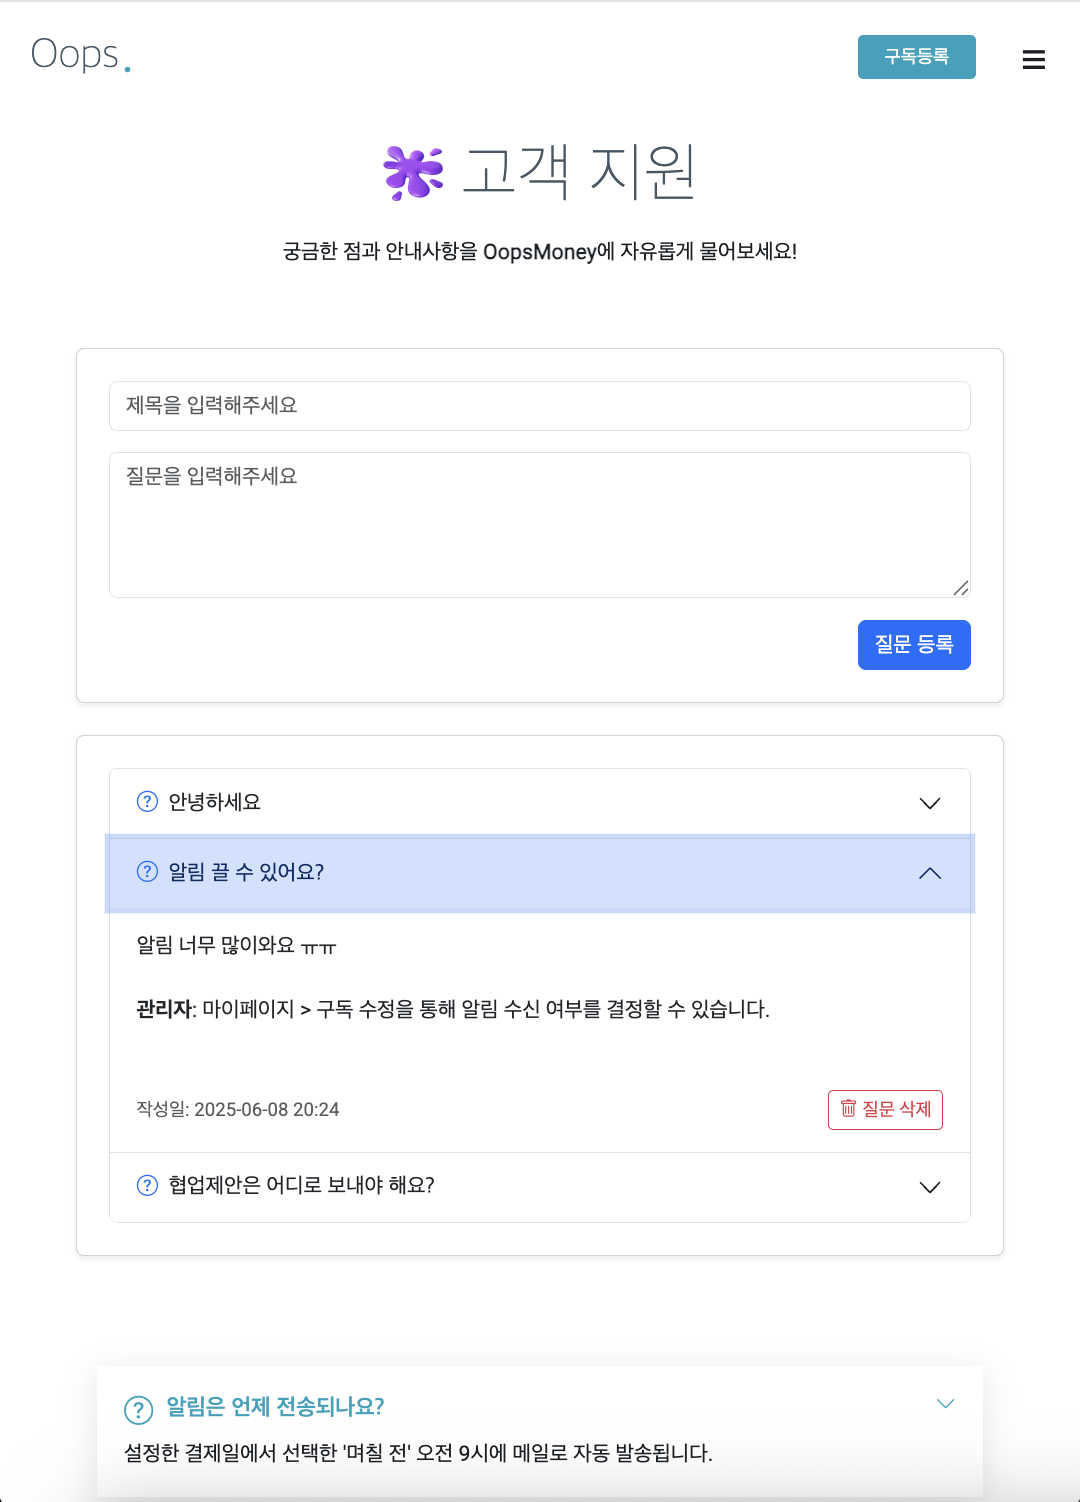 Oops.
구독등록
고객 지원
궁금한 점과 안내사항을 OopsMoney에 자유롭게 물어보세요!
제목을 입력해주세요
질문을 입력해주세요
질문 등록
안녕하세요
알림 끌 수 있어요?
알림 너무 많이와요 ㅠㅠ
관리자: 마이페이지 > 구독 수정을 통해 알림 수신 여부를 결정할 수 있습니다.
작성일: 2025-06-08 20:24
질문 삭제
협업제안은 어디로 보내야 해요?
알림은 언제 전송되나요?
설정한 결제일에서 선택한 '며칠 전' 오전 9시에 메일로 자동 발송됩니다.